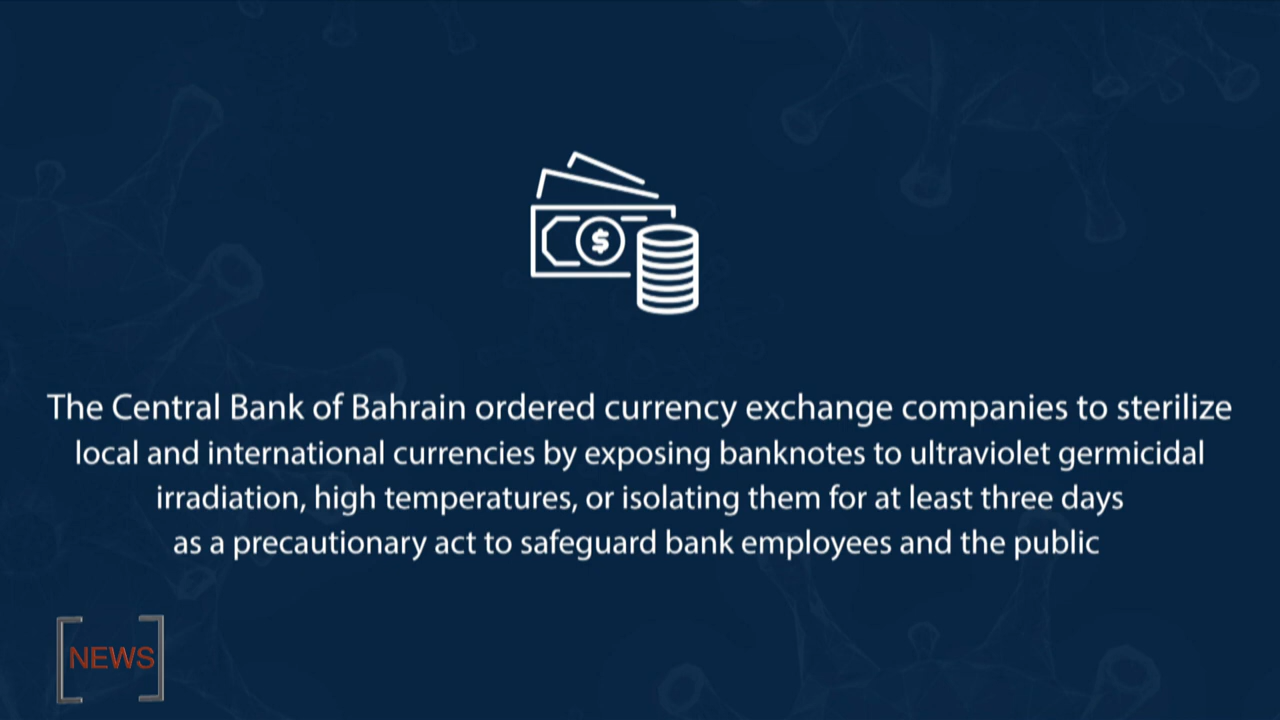 $
The Central Bank of Bahrain ordered currency exchange companies to sterilize
local and international currencies by exposing banknotes to ultraviolet germicidal
irradiation, high temperatures, or isolating them for at least three days
as a precautionary act to safeguard bank employees and the public
[NEWS]